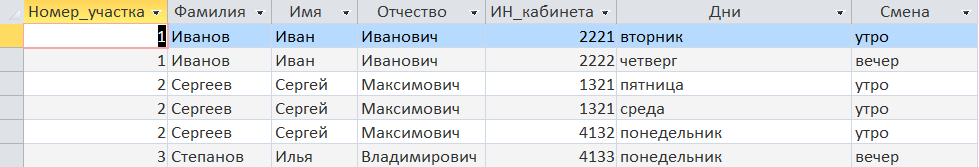 Номер_участка Фамилия Имя Отчество ИН_кабинета Дни Смена
1 Иванов Иван Иванович 2221 вторник утро
1 Иванов Иван Иванович 2222 четверг вечер
2 Сергеев Сергей Максимович 1321 пятница утро
2 Сергеев Сергей Максимович 1321 среда утро
2 Сергеев Сергей Максимович 4132 понедельник утро
3 Степанов Илья Владимирович 4133 понедельник вечер